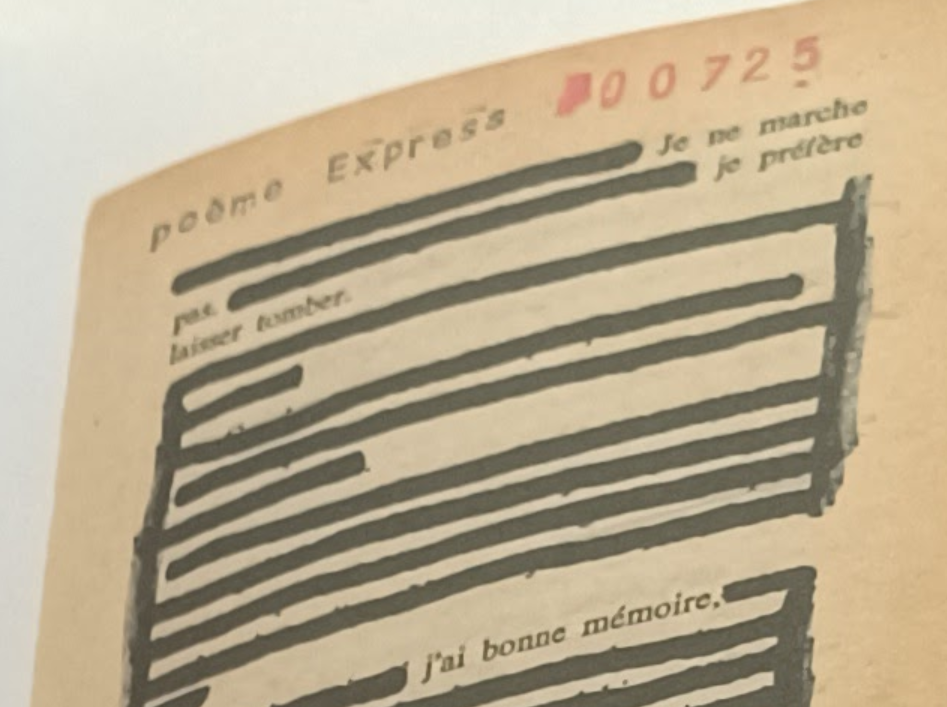 poème Express 00725
Je ne marche
pas. je préfère
laisser tomber.
j'ai bonne mémoire,